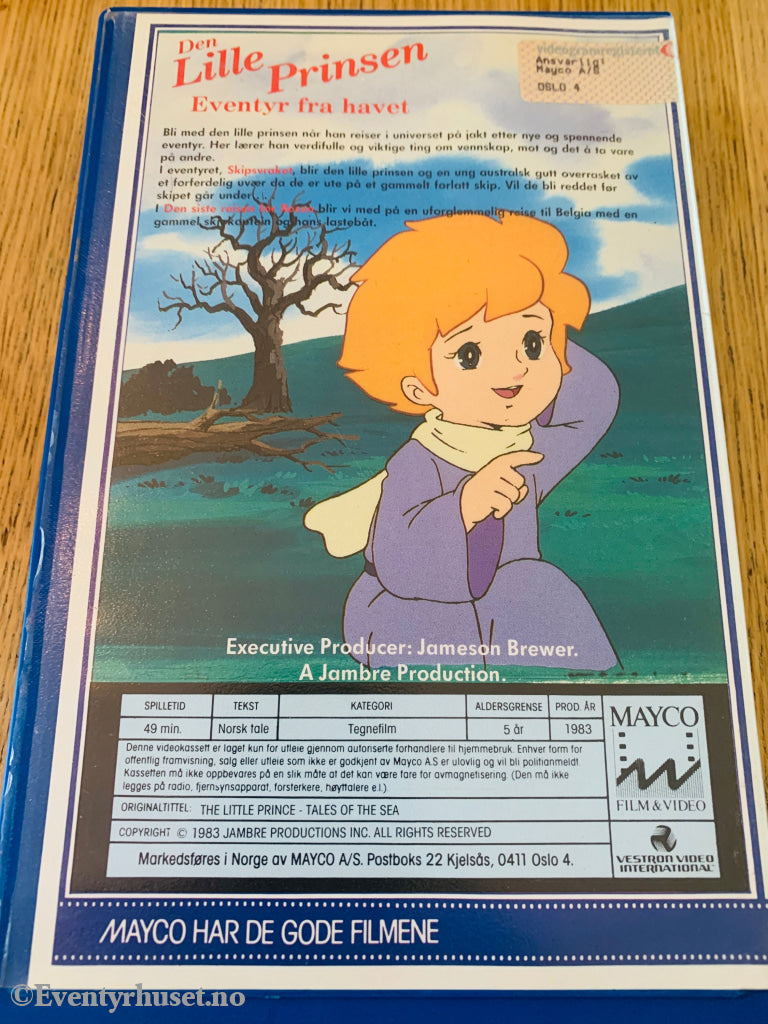 Den
Lille Prinsen
Eventyr fra havet
videogramregisteret
Ansvarlig:
Mayco A/S
OSLO 4
Bli med den lille prinsen når han reiser i universet på jakt etter nye og spennende
eventyr. Her lærer han verdifulle og viktige ting om vennskap, mot og det å ta vare
på andre.
I eventyret, Skipsvraket, blir den lille prinsen og en ung australsk gutt overrasket av
et forferdelig uvær da de er ute på et gammelt forlatt skip. Vil de bli reddet før
skipet går under...
I Den siste reisen blir vi med på en uforglemmelig reise til Belgia med en
gammel skipskaptein og hans lastebåt.
Executive Producer: Jameson Brewer.
A Jambre Production.
SPILLETID TEKST KATEGORI ALDERSGRENSE PROD. ÅR
49 min. Norsk tale Tegnefilm 5 år 1983
Denne videokassett er laget kun for utleie gjennom autoriserte forhandlere til hjemmebruk. Enhver form for
offentlig framvisning, salg eller utleie som ikke er godkjent av Mayco A.S er ulovlig og vil bli politianmeldt.
Kassetten må ikke oppbevares på en slik måte at det kan være fare for avmagnetisering. (Den må ikke
legges på radio, fjernsynsapparat, forsterkere, høyttalere e.l.).
ORIGINALTITTEL: THE LITTLE PRINCE - TALES OF THE SEA
COPYRIGHT © 1983 JAMBRE PRODUCTIONS INC. ALL RIGHTS RESERVED
Markedsføres i Norge av MAYCO A/S. Postboks 22 Kjelsås, 0411 Oslo 4.
MAYCO
FILM & VIDEO
VESTRON VIDEO
INTERNATIONAL
MAYCO HAR DE GODE FILMENE
©Eventyrhuset.no